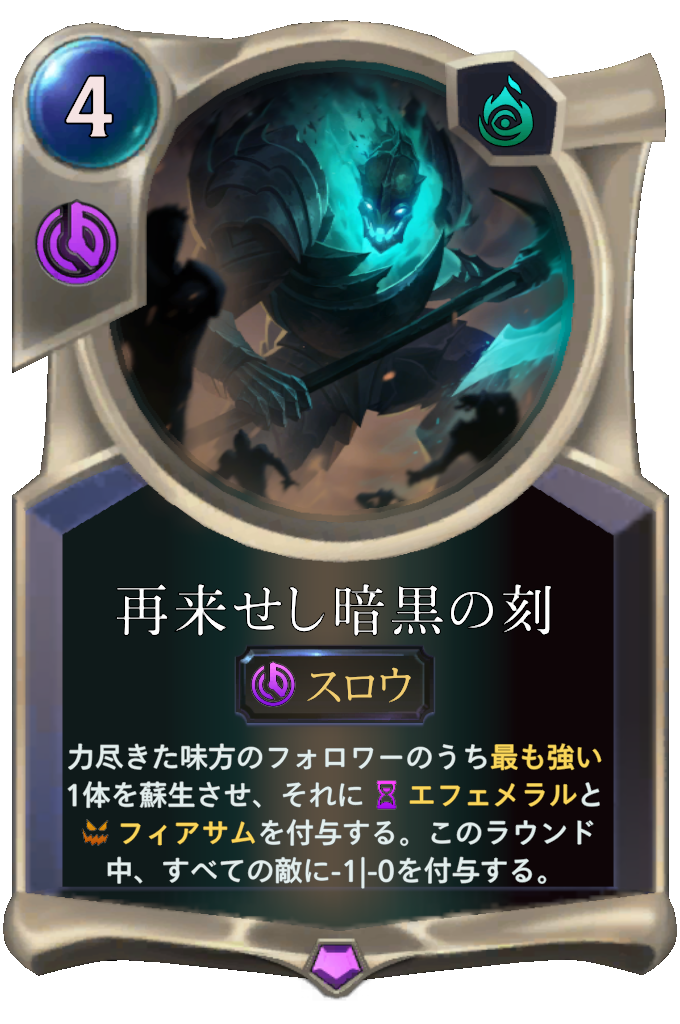 4
再来せし暗黒の刻
スロウ
力尽きた味方のフォロワーのうち最も強い
1体を蘇生させ、それに エフェメラルと
フィアサムを付与する。このラウンド
中、すべての敵に-1|-0を付与する。